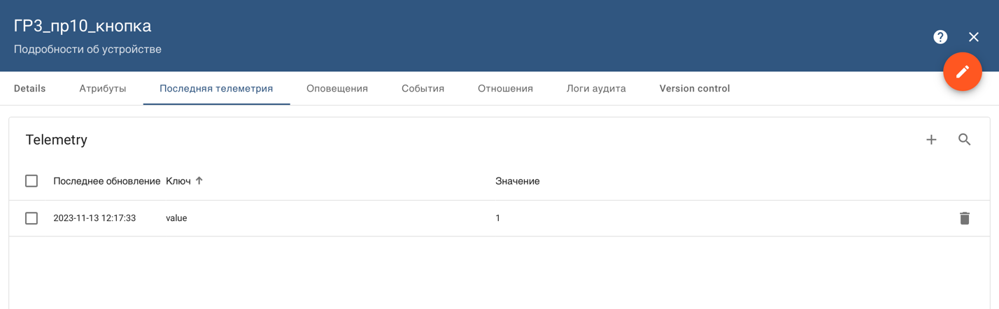 ГР3_пр10_кнопка
Подробности об устройстве
Details Атрибуты Последняя телеметрия Оповещения События Отношения Логи аудита Version control
Telemetry
Последнее обновление Ключ Значение
2023-11-13 12:17:33 value 1